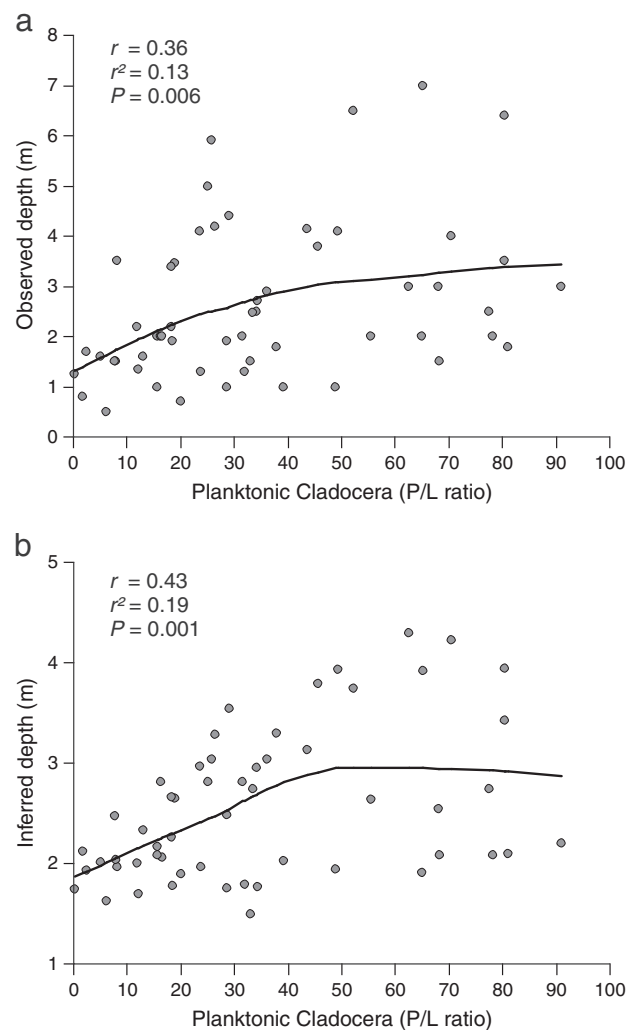 a
r = 0.36
r² = 0.13
P = 0.006
8
7
6
5
4
3
2
1
0
Observed depth (m)
0 10 20 30 40 50 60 70 80 90 100
Planktonic Cladocera (P/L ratio)
b
r = 0.43
r² = 0.19
P = 0.001
5
4
3
2
1
Inferred depth (m)
0 10 20 30 40 50 60 70 80 90 100
Planktonic Cladocera (P/L ratio)